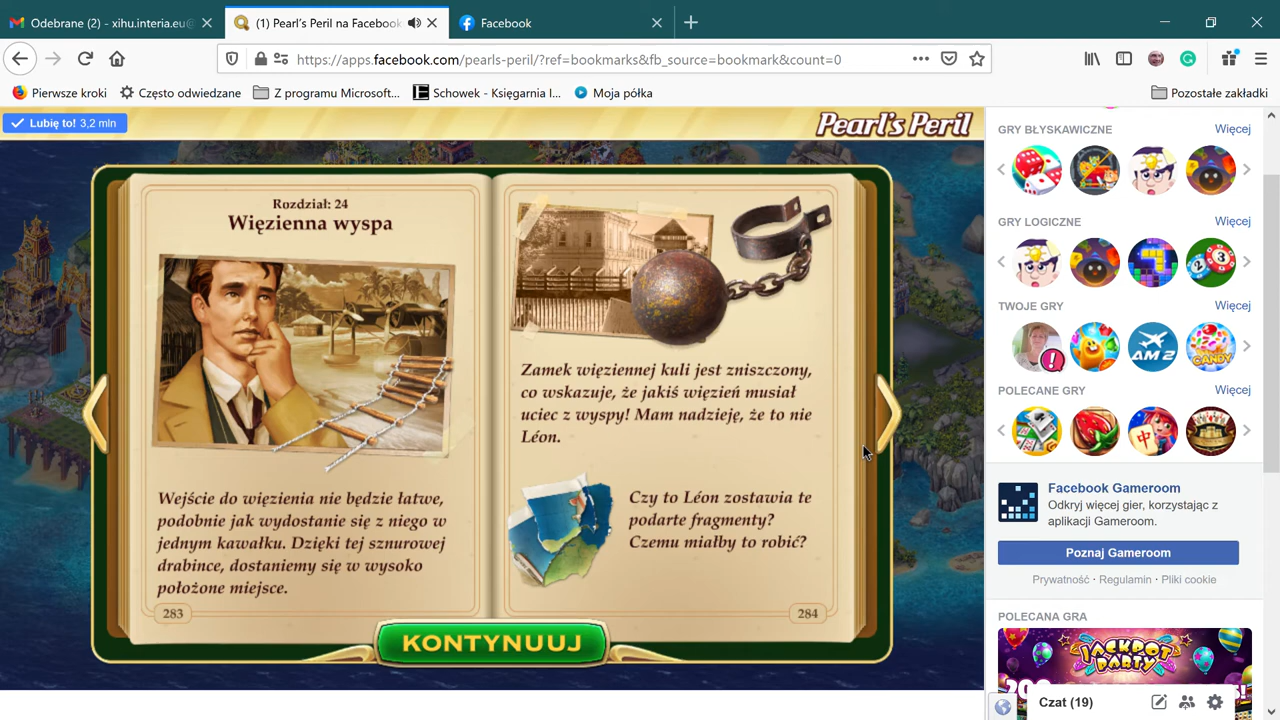 Odebrane (2) - xihu.interia.eu@
(1) Pearl's Peril na Facebooku
Facebook
https://apps.facebook.com/pearls-peril/?ref=bookmarks&fb_source=bookmark&count=0
Pierwsze kroki
Często odwiedzane
Z programu Microsoft...
Schowek - Księgarnia I...
Moja półka
Pozostałe zakładki
Lubię to! 3,2 mln
Pearl's Peril
Rozdział: 24
Więzienna wyspa
Wejście do więzienia nie będzie łatwe,
podobnie jak wydostanie się z niego w
jednym kawałku. Dzięki tej sznurowej
drabince, dostaniemy się w wysoko
położone miejsce.
283
Zamek więziennej kuli jest zniszczony,
co wskazuje, że jakiś więzień musiał
uciec z wyspy! Mam nadzieję, że to nie
Léon.
Czy to Léon zostawia te
podarte fragmenty?
Czemu miałby to robić?
284
KONTYNUUJ
GRY BŁYSKAWICZNE
Więcej
GRY LOGICZNE
Więcej
TWOJE GRY
Więcej
AM 2
CANDY
POLECANE GRY
Więcej
Facebook Gameroom
Odkryj więcej gier, korzystając z
aplikacji Gameroom.
Poznaj Gameroom
Prywatność · Regulamin · Pliki cookie
POLECANA GRA
JACKPOT
PARTY
Czat (19)